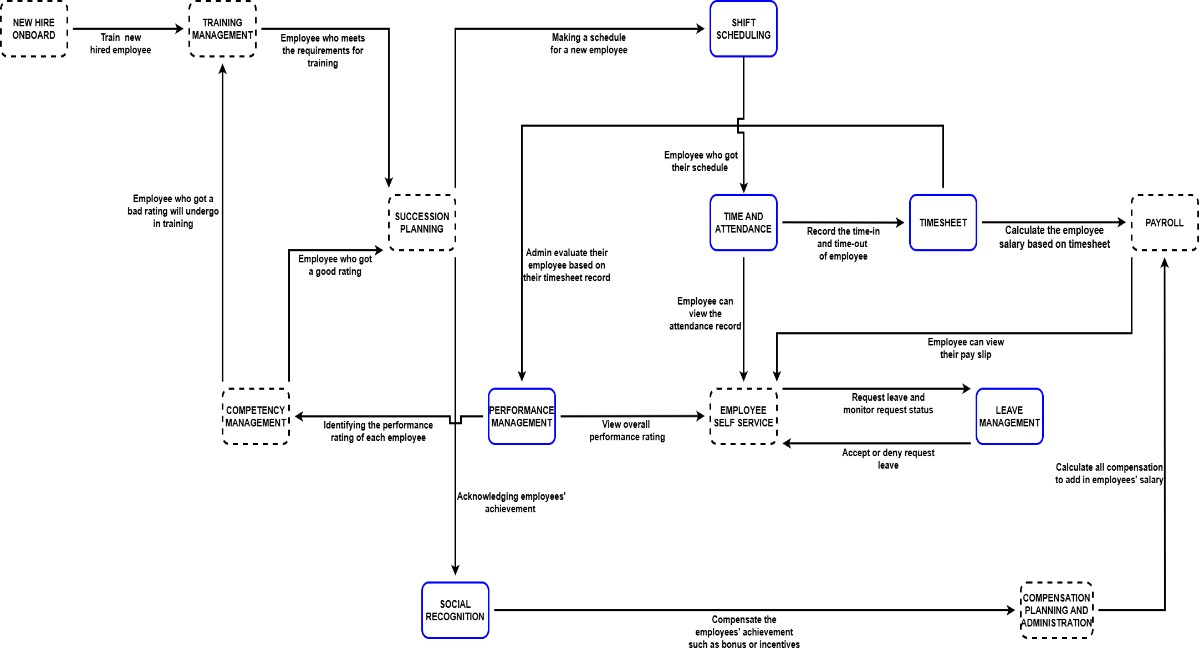 NEW HIRE
ONBOARD
Train new
hired employee
TRAINING
MANAGEMENT
Employee who meets
the requirements for
training
Making a schedule
for a new employee
SHIFT
SCHEDULING
Employee who got
their schedule
Employee who got a
bad rating will undergo
in training
SUCCESSION
PLANNING
Employee who got
a good rating
Admin evaluate their
employee based on
their timesheet record
TIME AND
ATTENDANCE
Record the time-in
and time-out
of employee
TIMESHEET
Calculate the employee
salary based on timesheet
PAYROLL
Employee can
view the
attendance record
Employee can view
their pay slip
COMPETENCY
MANAGEMENT
Identifying the performance
rating of each employee
PERFORMANCE
MANAGEMENT
View overall
performance rating
EMPLOYEE
SELF SERVICE
Request leave and
monitor request status
Accept or deny request
leave
LEAVE
MANAGEMENT
Calculate all compensation
to add in employees' salary
Acknowledging employees'
achievement
SOCIAL
RECOGNITION
Compensate the
employees' achievement
such as bonus or incentives
COMPENSATION
PLANNING AND
ADMINISTRATION